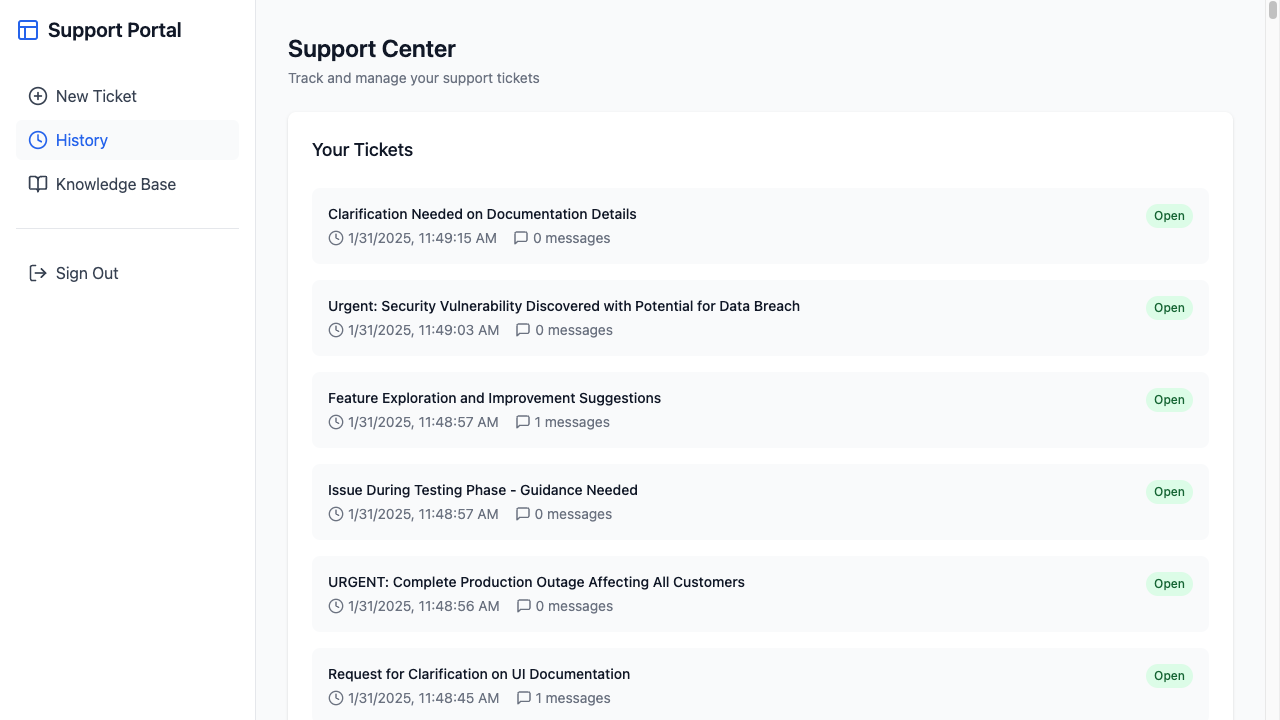 Support Portal
New Ticket
History
Knowledge Base
Sign Out
Support Center
Track and manage your support tickets
Your Tickets
Clarification Needed on Documentation Details
Open
1/31/2025, 11:49:15 AM 0 messages
Urgent: Security Vulnerability Discovered with Potential for Data Breach
Open
1/31/2025, 11:49:03 AM 0 messages
Feature Exploration and Improvement Suggestions
Open
1/31/2025, 11:48:57 AM 1 messages
Issue During Testing Phase - Guidance Needed
Open
1/31/2025, 11:48:57 AM 0 messages
URGENT: Complete Production Outage Affecting All Customers
Open
1/31/2025, 11:48:56 AM 0 messages
Request for Clarification on UI Documentation
Open
1/31/2025, 11:48:45 AM 1 messages